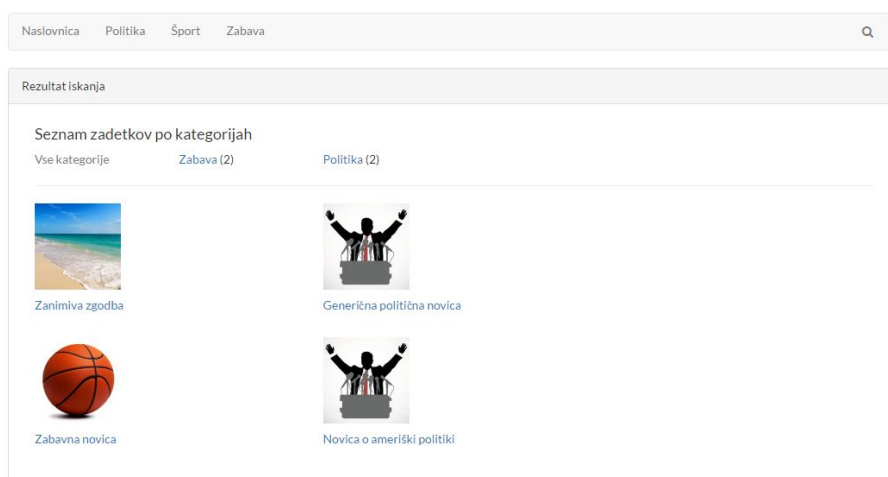 Naslovnica Politika Šport Zabava
Rezultat iskanja
Seznam zadetkov po kategorijah
Vse kategorije Zabava (2) Politika (2)
Zanimiva zgodba Generična politična novica
Zabavna novica Novica o ameriški politiki